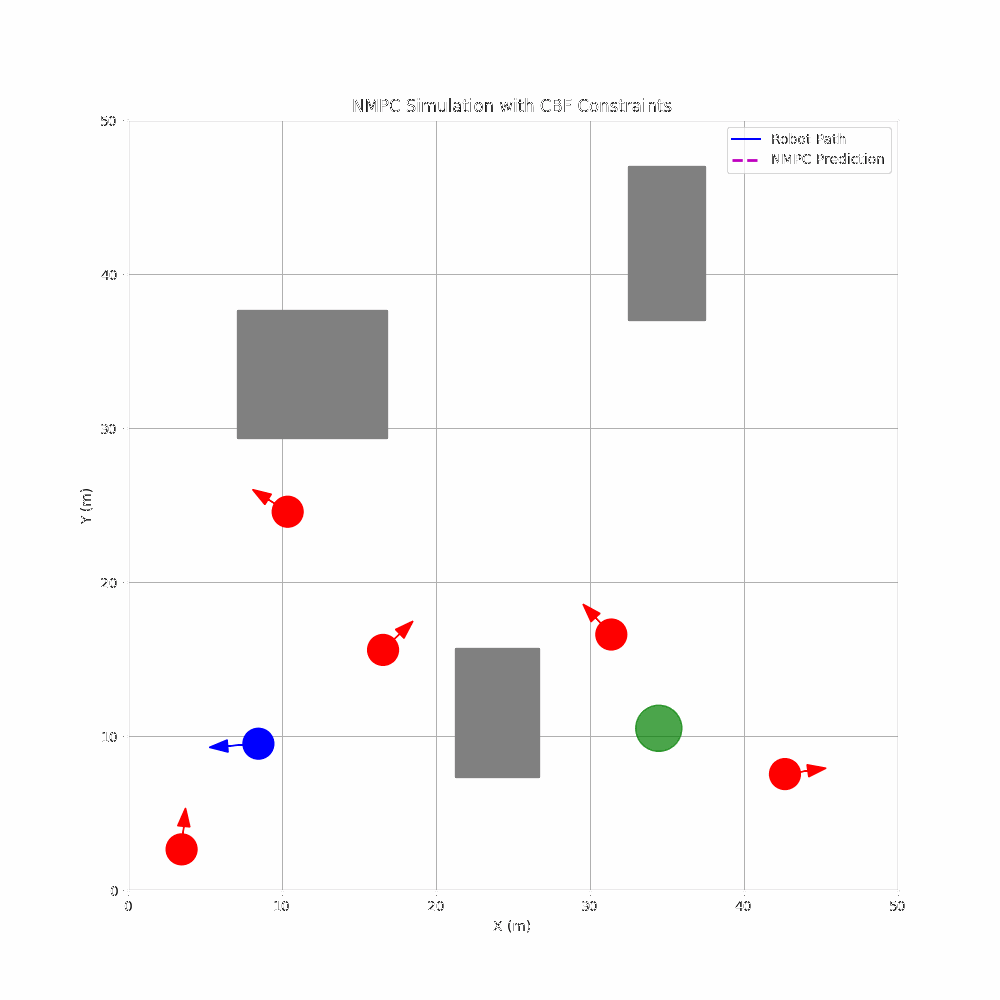 NMPC Simulation with CBF Constraints
Robot Path
NMPC Prediction
50
40
30
20
10
0
Y (m)
0 10 20 30 40 50
X (m)